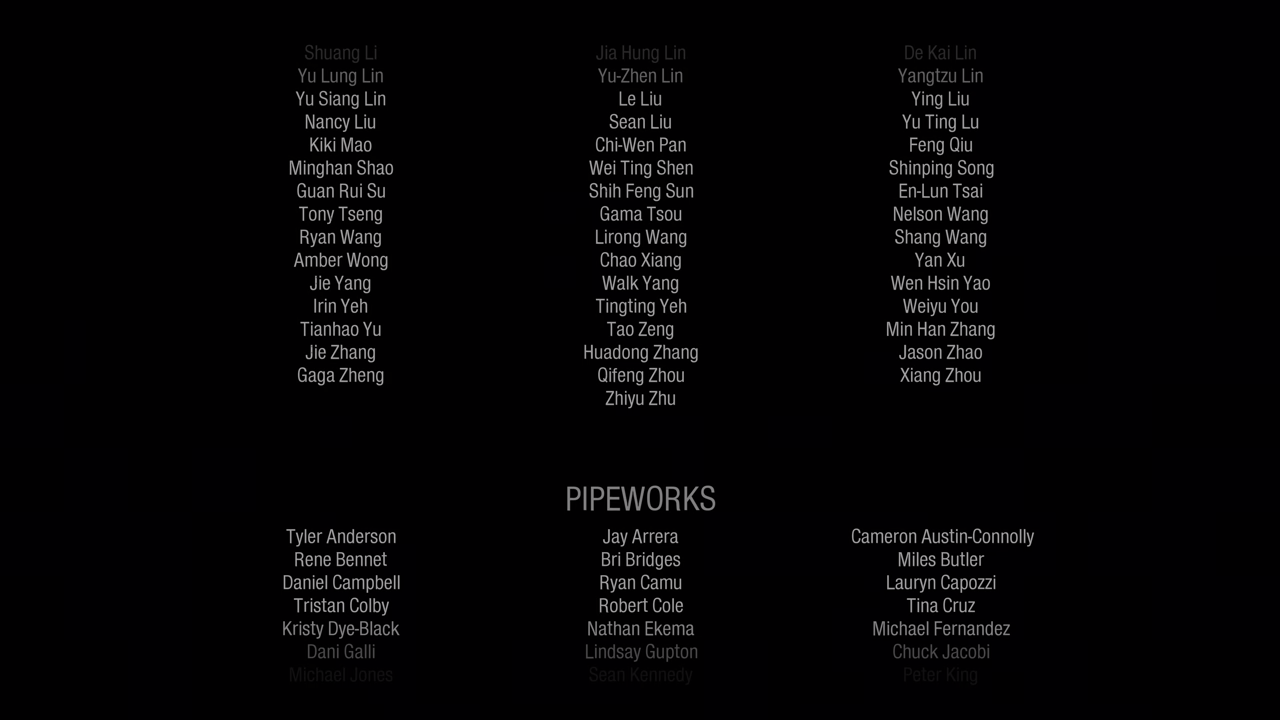 Shuang Li Jia Hung Lin De Kai Lin
Yu Lung Lin Yu-Zhen Lin Yangtzu Lin
Yu Siang Lin Le Liu Ying Liu
Nancy Liu Sean Liu Yu Ting Lu
Kiki Mao Chi-Wen Pan Feng Qiu
Minghan Shao Wei Ting Shen Shinping Song
Guan Rui Su Shih Feng Sun En-Lun Tsai
Tony Tseng Gama Tsou Nelson Wang
Ryan Wang Lirong Wang Shang Wang
Amber Wong Chao Xiang Yan Xu
Jie Yang Walk Yang Wen Hsin Yao
Irin Yeh Tingting Yeh Weiyu You
Tianhao Yu Tao Zeng Min Han Zhang
Jie Zhang Huadong Zhang Jason Zhao
Gaga Zheng Qifeng Zhou Xiang Zhou
Zhiyu Zhu
PIPEWORKS
Tyler Anderson Jay Arrera Cameron Austin-Connolly
Rene Bennet Bri Bridges Miles Butler
Daniel Campbell Ryan Camu Lauryn Capozzi
Tristan Colby Robert Cole Tina Cruz
Kristy Dye-Black Nathan Ekema Michael Fernandez
Dani Galli Lindsay Gupton Chuck Jacobi
Michael Jones Sean Kennedy Peter King